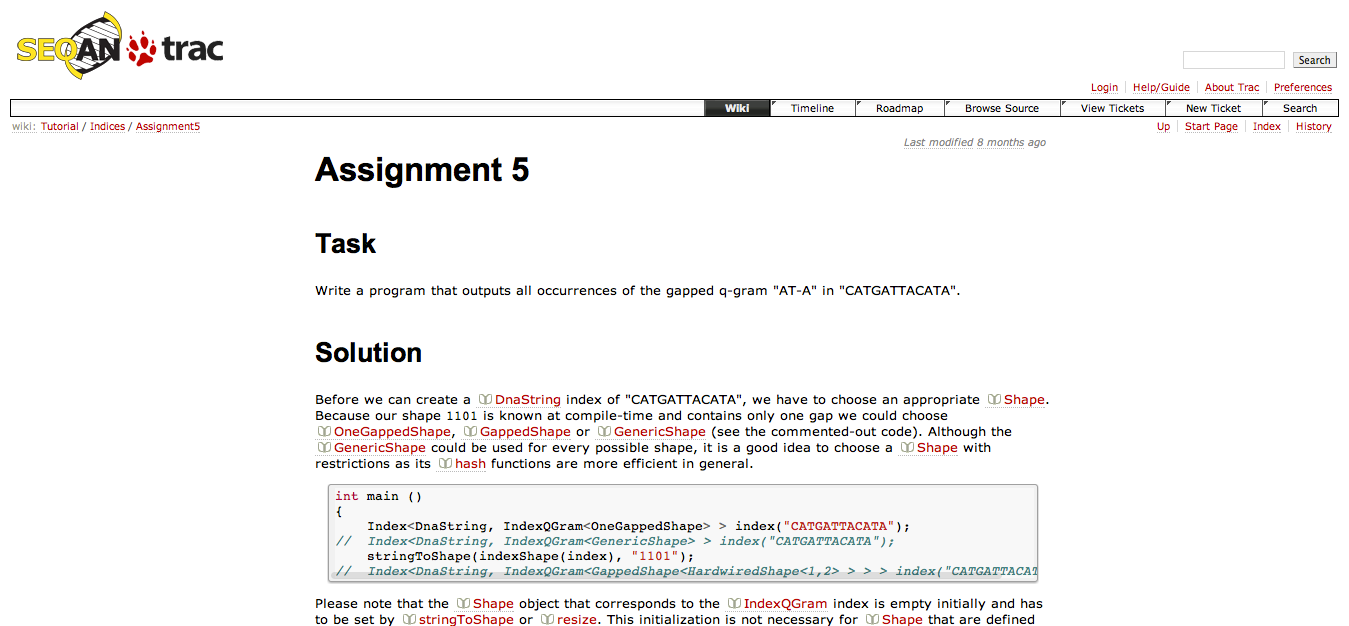 SEQAN trac
Search
Login Help/Guide About Trac Preferences
Wiki Timeline Roadmap Browse Source View Tickets New Ticket Search
wiki: Tutorial / Indices / Assignment5
Up Start Page Index History
Last modified 8 months ago
Assignment 5
Task
Write a program that outputs all occurrences of the gapped q-gram "AT-A" in "CATGATTACATA".
Solution
Before we can create a DnaString index of "CATGATTACATA", we have to choose an appropriate Shape.
Because our shape 1101 is known at compile-time and contains only one gap we could choose
OneGappedShape, GappedShape or GenericShape (see the commented-out code). Although the
GenericShape could be used for every possible shape, it is a good idea to choose a Shape with
restrictions as its hash functions are more efficient in general.
int main ()
{
Index<DnaString, IndexQGram<OneGappedShape> > index("CATGATTACATA");
// Index<DnaString, IndexQGram<GenericShape> > index("CATGATTACATA");
stringToShape(indexShape(index), "1101");
// Index<DnaString, IndexQGram<GappedShape<HardwiredShape<1,2> > > > index("CATGATTACAT
Please note that the Shape object that corresponds to the IndexQGram index is empty initially and has
to be set by stringToShape or resize. This initialization is not necessary for Shape that are defined